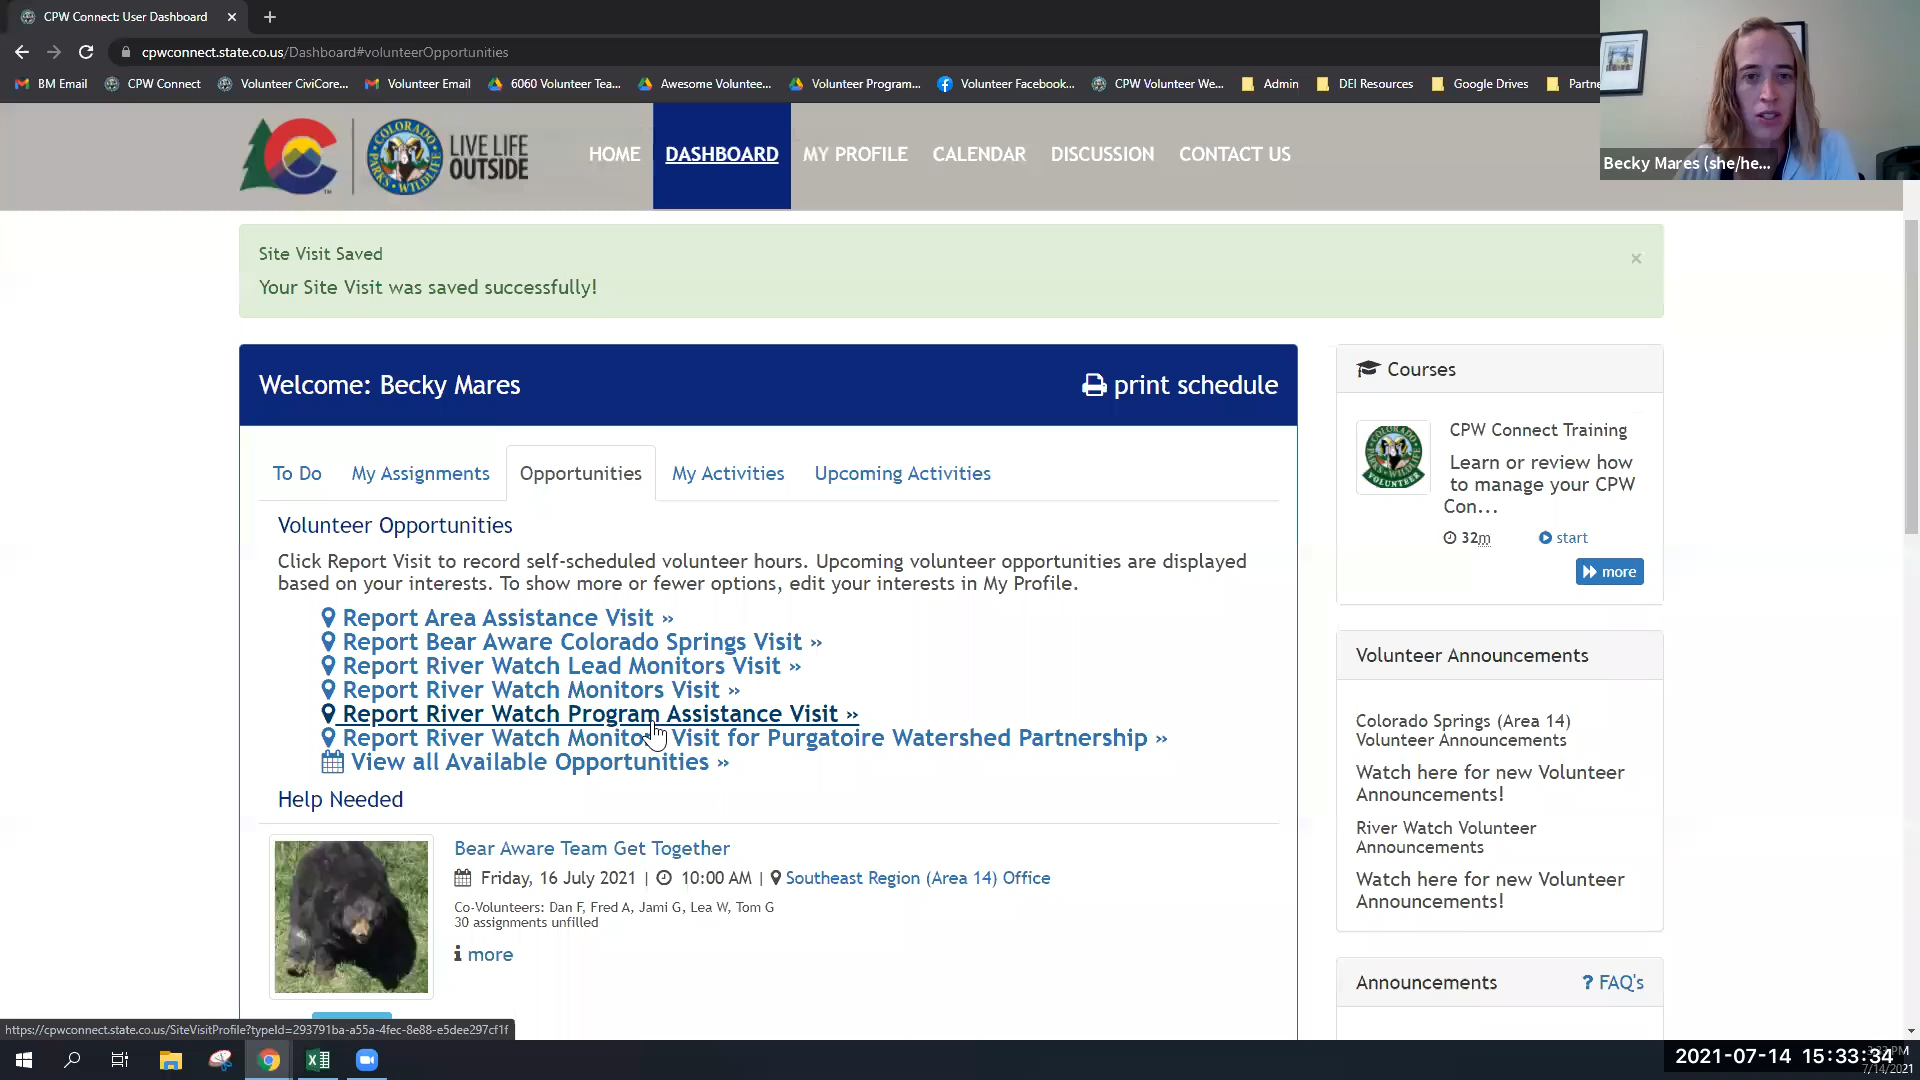 CPW Connect: User Dashboard
cpwconnect.state.co.us/Dashboard#volunteerOpportunities
BM Email CPW Connect Volunteer CiviCore... Volunteer Email 6060 Volunteer Tea... Awesome Voluntee... Volunteer Program... Volunteer Facebook... CPW Volunteer We... Admin DEI Resources Google Drives Partne
Becky Mares (she/he...
COLORADO
PARKS WILDLIFE
LIVE LIFE
OUTSIDE
HOME DASHBOARD MY PROFILE CALENDAR DISCUSSION CONTACT US
Site Visit Saved
Your Site Visit was saved successfully!
Welcome: Becky Mares
print schedule
To Do My Assignments Opportunities My Activities Upcoming Activities
Volunteer Opportunities
Click Report Visit to record self-scheduled volunteer hours. Upcoming volunteer opportunities are displayed
based on your interests. To show more or fewer options, edit your interests in My Profile.
Report Area Assistance Visit »
Report Bear Aware Colorado Springs Visit »
Report River Watch Lead Monitors Visit »
Report River Watch Monitors Visit »
Report River Watch Program Assistance Visit »
Report River Watch Monitors Visit for Purgatoire Watershed Partnership »
View all Available Opportunities »
Help Needed
Bear Aware Team Get Together
Friday, 16 July 2021 | 10:00 AM | Southeast Region (Area 14) Office
Co-Volunteers: Dan F, Fred A, Jami G, Lea W, Tom G
30 assignments unfilled
more
Courses
COLORADO
VOLUNTEER
CPW Connect Training
Learn or review how
to manage your CPW
Con...
32m
start
more
Volunteer Announcements
Colorado Springs (Area 14)
Volunteer Announcements
Watch here for new Volunteer
Announcements!
River Watch Volunteer
Announcements
Watch here for new Volunteer
Announcements!
Announcements
? FAQ's
https://cpwconnect.state.co.us/SiteVisitProfile?typeId=293791ba-a55a-4fec-8e88-e5dee297cf1f
2021-07-14 15:33:34
7/14/2021